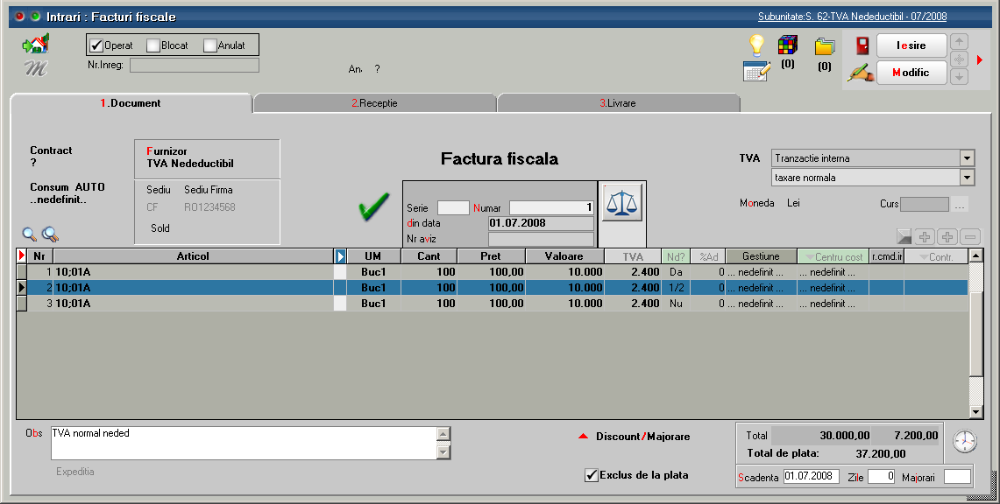 Intrari : Facturi fiscale
Subunitate:S. 62-TVA Nedeductibil - 07/2008
Operat Blocat Anulat
Nr.Inreg:
An. ?
(0) (0)
Iesire
Modific
1.Document 2.Receptie 3.Livrare
Contract
?
Consum AUTO
..nedefinit..
Furnizor
TVA Nedeductibil
Sediu Sediu Firma
CF RO1234568
Sold
Factura fiscala
Serie Numar 1
din data 01.07.2008
Nr aviz
TVA Tranzactie interna
taxare normala
Moneda Lei Curs ...
Nr Articol UM Cant Pret Valoare TVA Nd? %Ad Gestiune Centru cost r.cmd.ir Contr.
1 10;01A Buc1 100 100,00 10.000 2.400 Da 0 ... nedefinit ... ... nedefinit ...
2 10;01A Buc1 100 100,00 10.000 2.400 1/2 0 ... nedefinit ... ... nedefinit ...
3 10;01A Buc1 100 100,00 10.000 2.400 Nu 0 ... nedefinit ... ... nedefinit ...
Obs TVA normal neded
Expeditia
Discount/Majorare
Exclus de la plata
Total 30.000,00 7.200,00
Total de plata: 37.200,00
Scadenta 01.07.2008 Zile 0 Majorari